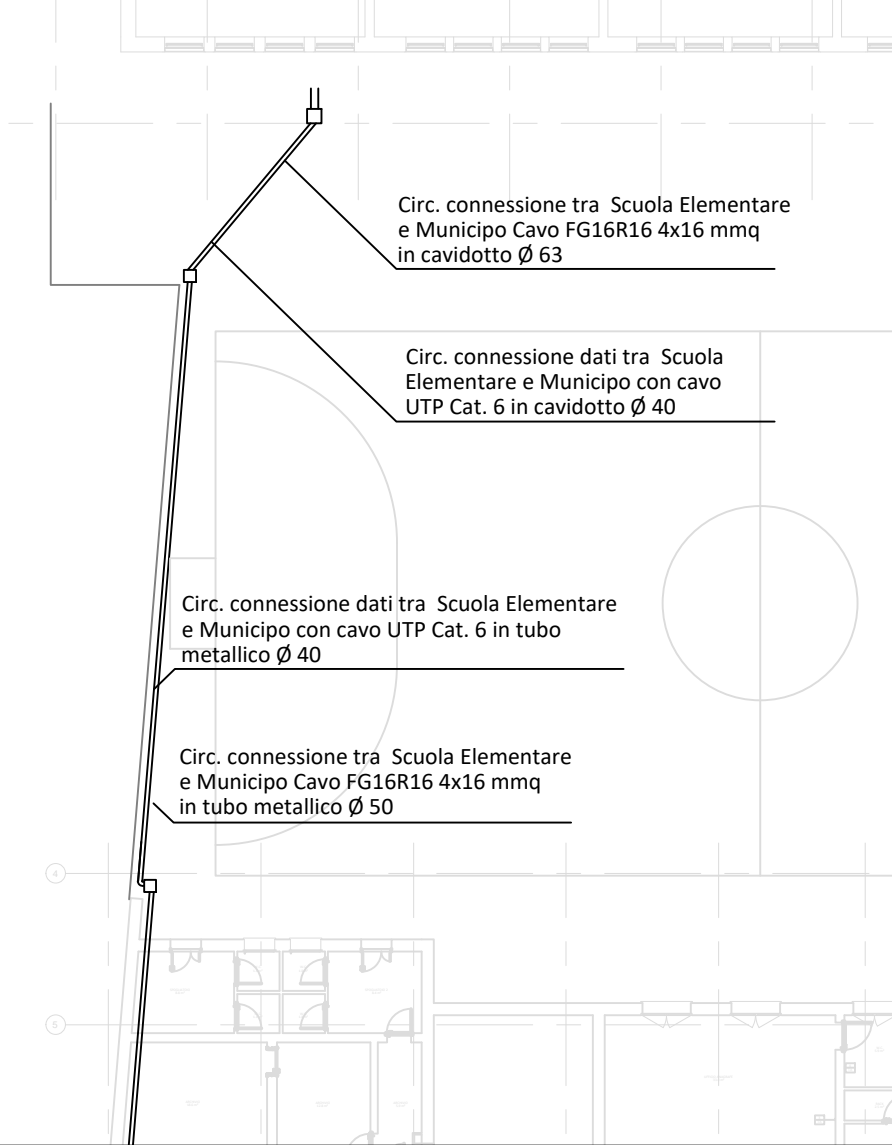 Circ. connessione tra  Scuola Elementare
e Municipo Cavo FG16R16 4x16 mmq
in cavidotto Ø 63
Circ. connessione dati tra  Scuola
Elementare e Municipo con cavo
UTP Cat. 6 in cavidotto Ø 40
Circ. connessione dati tra  Scuola Elementare
e Municipo con cavo UTP Cat. 6 in tubo
metallico Ø 40
Circ. connessione tra  Scuola Elementare
e Municipo Cavo FG16R16 4x16 mmq
in tubo metallico Ø 50
4
5